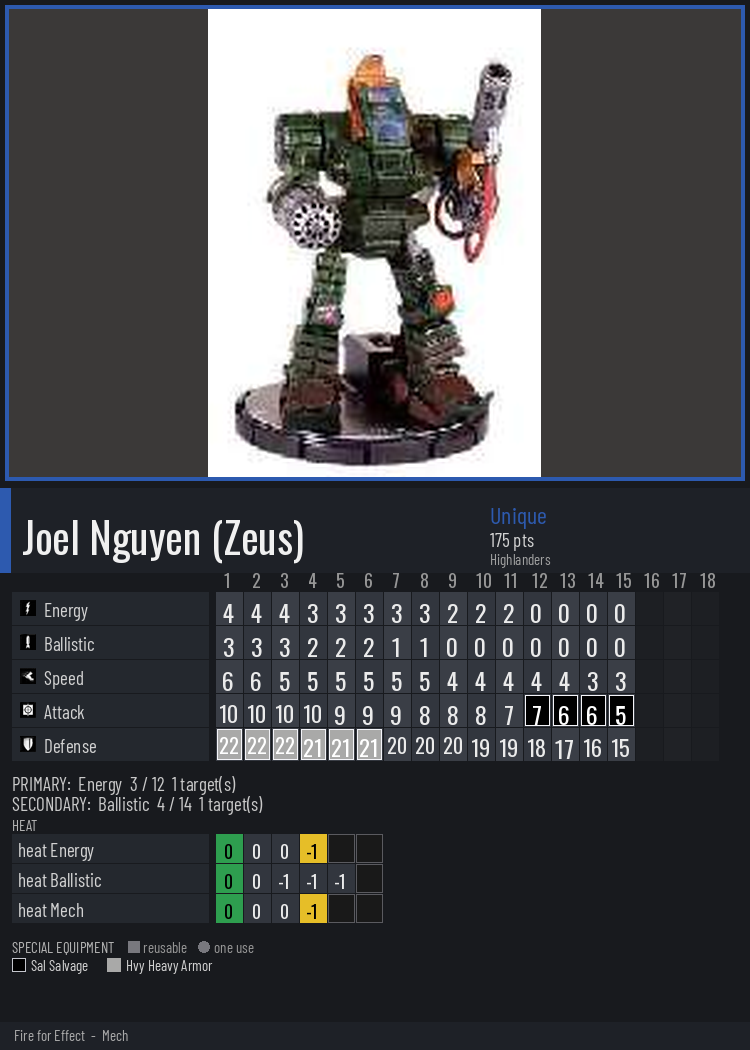 Joel Nguyen (Zeus)
Unique
175 pts
Highlanders
1 2 3 4 5 6 7 8 9 10 11 12 13 14 15 16 17 18
Energy 4 4 4 3 3 3 3 3 2 2 2 0 0 0 0
Ballistic 3 3 3 2 2 2 1 1 0 0 0 0 0 0 0
Speed 6 6 5 5 5 5 5 5 4 4 4 4 4 3 3
Attack 10 10 10 10 9 9 9 8 8 8 7 7 6 6 5
Defense 22 22 22 21 21 21 20 20 20 19 19 18 17 16 15
PRIMARY: Energy 3 / 12 1 target(s)
SECONDARY: Ballistic 4 / 14 1 target(s)
HEAT
heat Energy 0 0 0 -1
heat Ballistic 0 0 -1 -1 -1
heat Mech 0 0 0 -1
SPECIAL EQUIPMENT reusable one use
Sal Salvage Hvy Heavy Armor
Fire for Effect - Mech